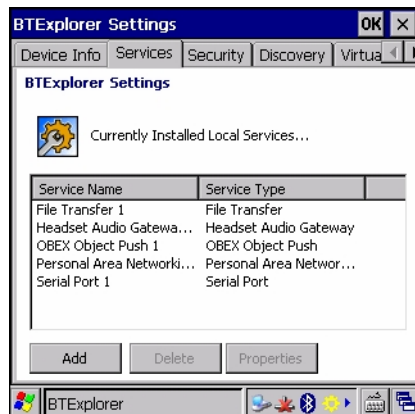 BTExplorer Settings OK
Device Info Services Security Discovery Virtua
BTExplorer Settings
Currently Installed Local Services...
Service Name Service Type
File Transfer 1 File Transfer
Headset Audio Gatewa... Headset Audio Gateway
OBEX Object Push 1 OBEX Object Push
Personal Area Networki... Personal Area Networ...
Serial Port 1 Serial Port
Add Delete Properties
BTExplorer